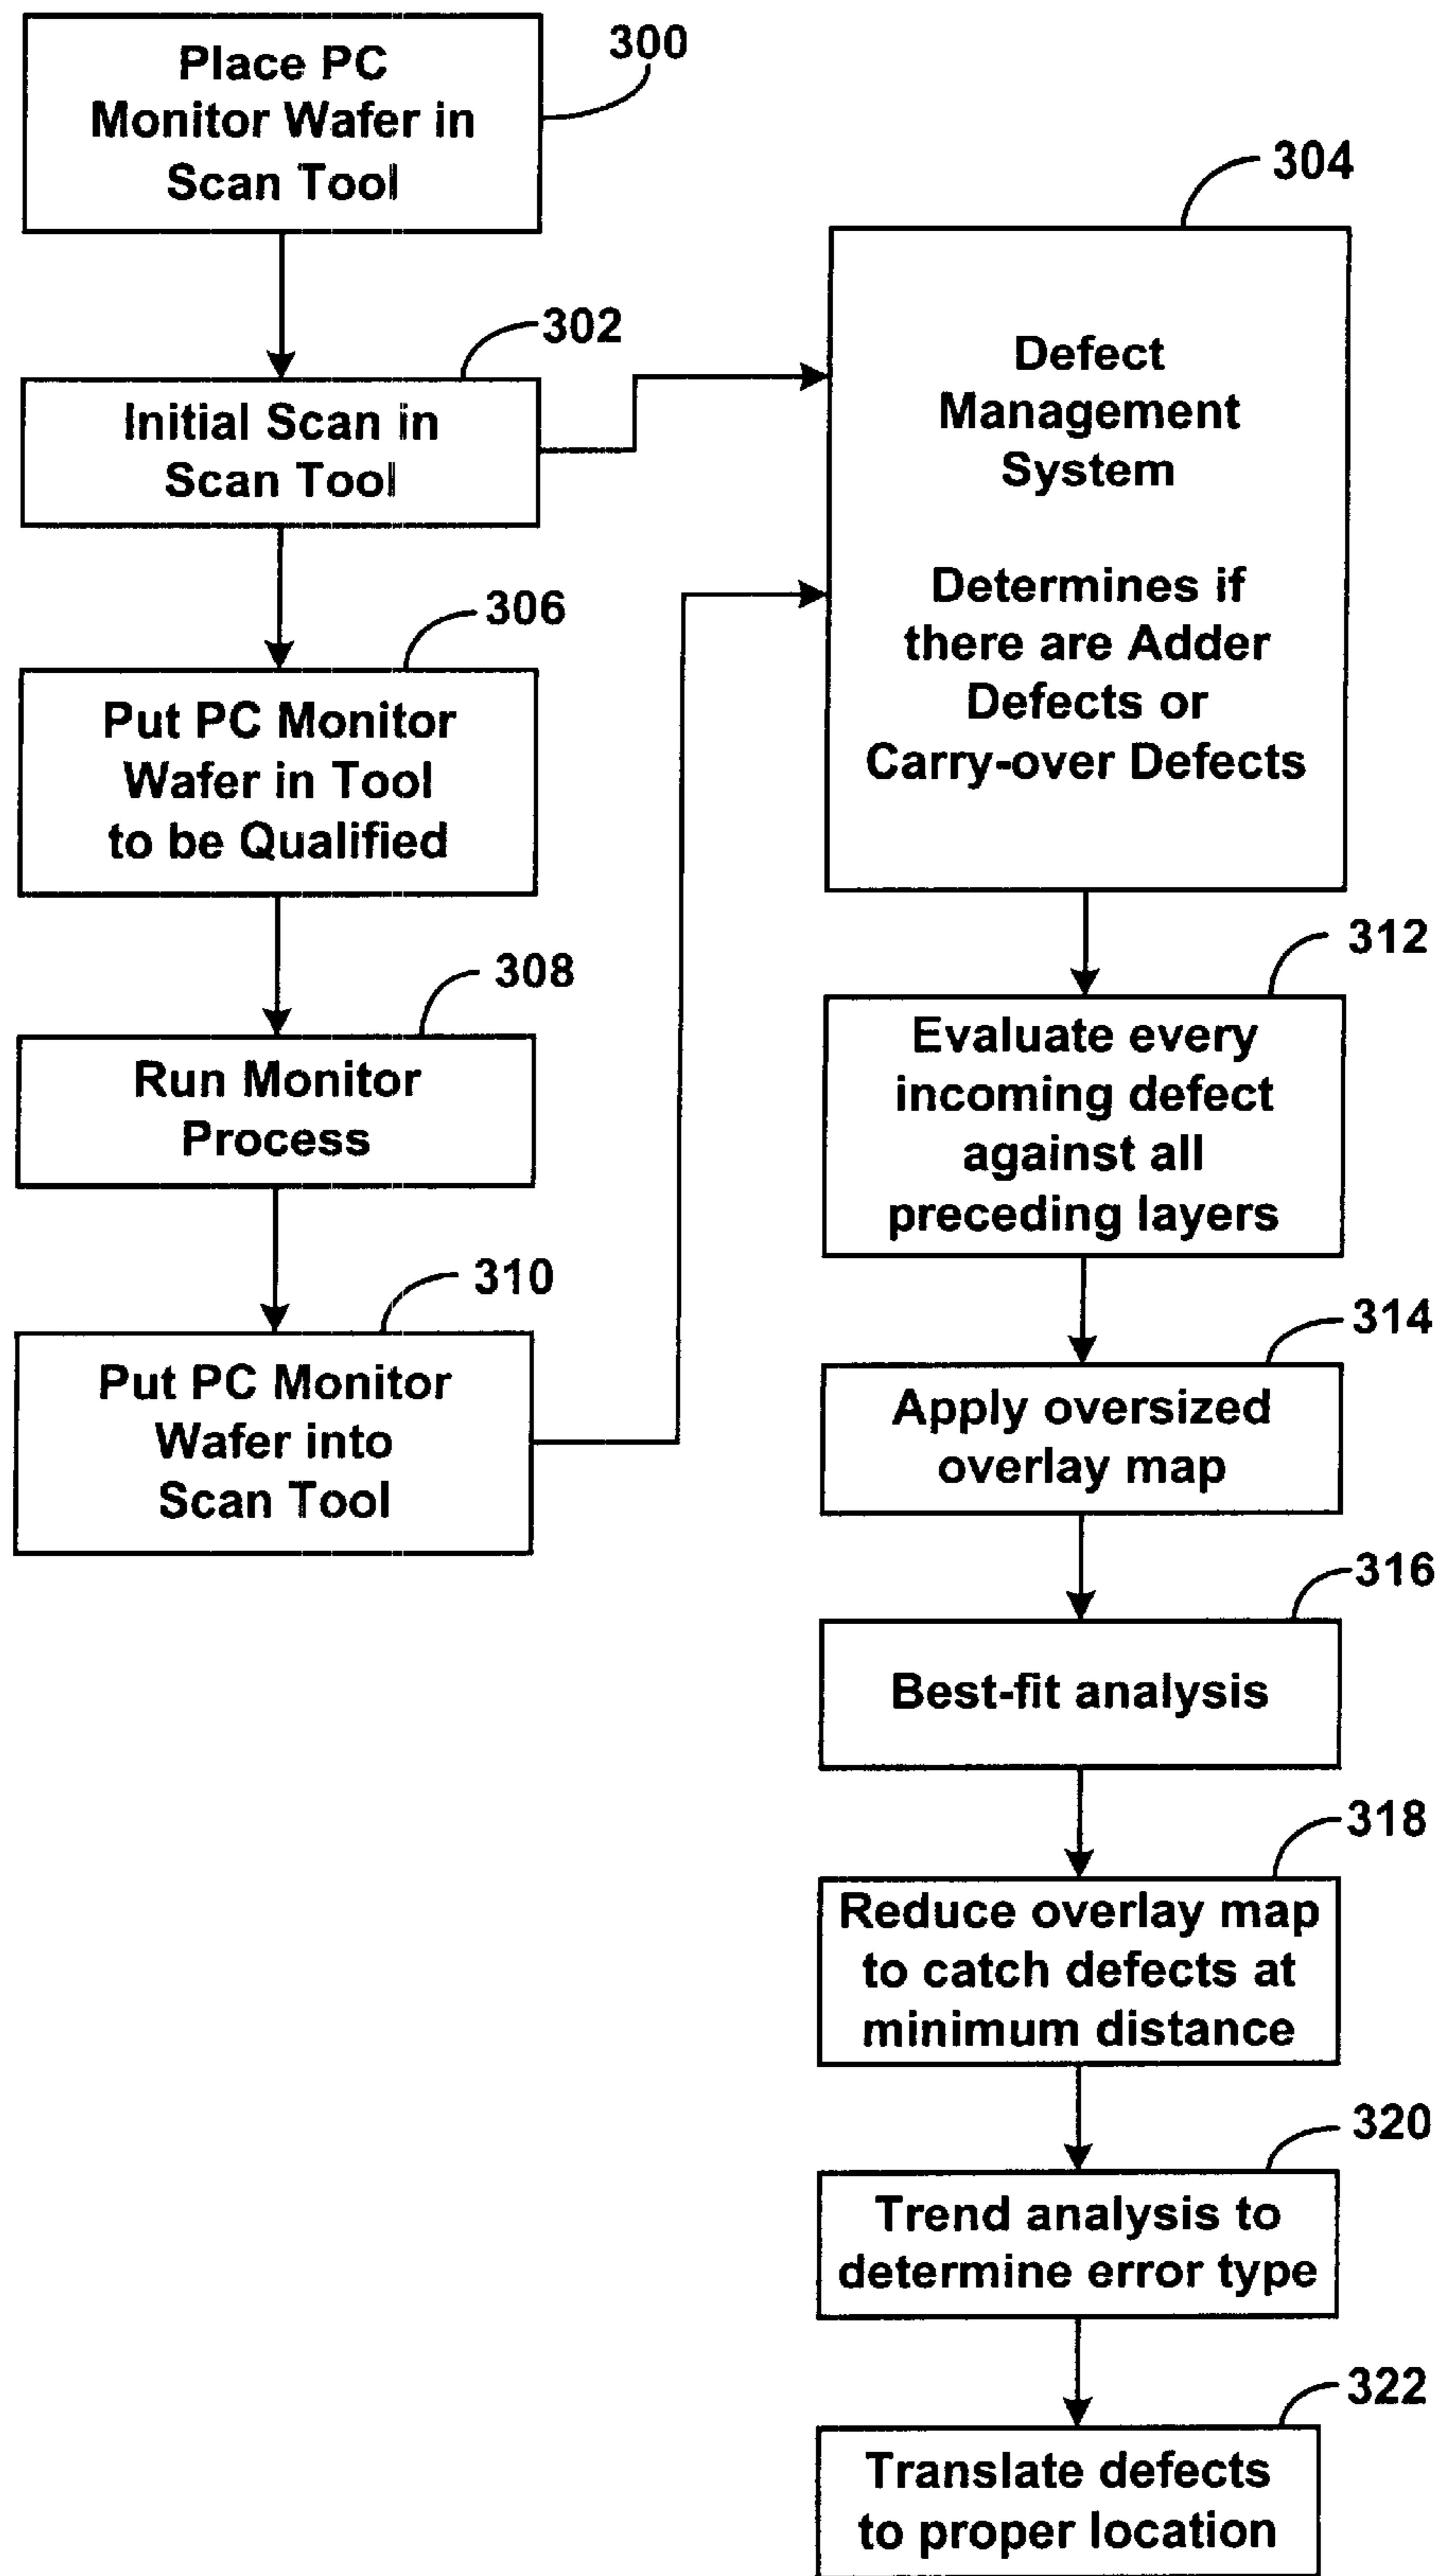 Place PC
Monitor Wafer in
Scan Tool
300
Initial Scan in
Scan Tool
302
304
Defect
Management
System
Determines if
there are Adder
Defects or
Carry-over Defects
Put PC Monitor
Wafer in Tool
to be Qualified
306
Run Monitor
Process
308
Put PC Monitor
Wafer into
Scan Tool
310
312
Evaluate every
incoming defect
against all
preceding layers
314
Apply oversized
overlay map
316
Best-fit analysis
318
Reduce overlay map
to catch defects at
minimum distance
320
Trend analysis to
determine error type
322
Translate defects
to proper location